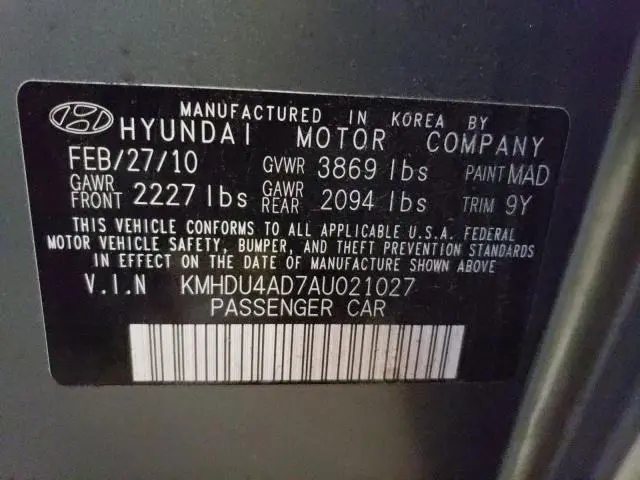 MANUFACTURED IN KOREA BY
HYUNDAI MOTOR COMPANY
FEB/27/10 GVWR 3869 lbs PAINT MAD
GAWR FRONT 2227 lbs GAWR REAR 2094 lbs TRIM 9Y
THIS VEHICLE CONFORMS TO ALL APPLICABLE U.S.A. FEDERAL
MOTOR VEHICLE SAFETY, BUMPER, AND THEFT PREVENTION STANDARDS
IN EFFECT ON THE DATE OF MANUFACTURE SHOWN ABOVE
V.I.N KMHDU4AD7AU021027
PASSENGER CAR